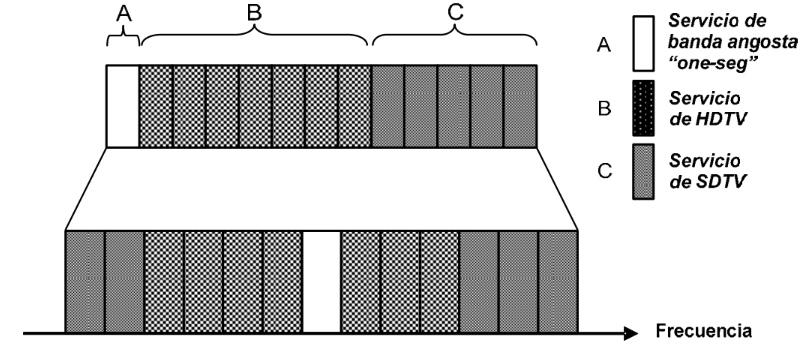 A
B
C
A
Servicio de
banda angosta
“one-seg”
B
Servicio
de HDTV
C
Servicio
de SDTV
Frecuencia